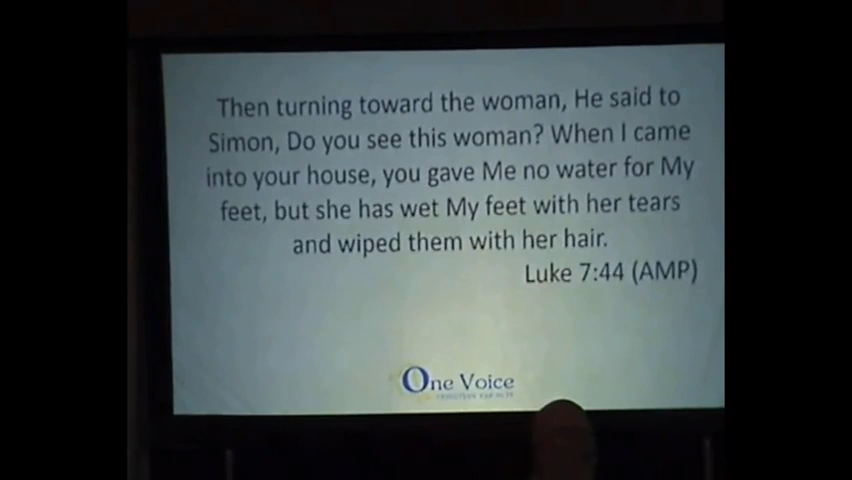 Then turning toward the woman, He said to
Simon, Do you see this woman? When I came
into your house, you gave Me no water for My
feet, but she has wet My feet with her tears
and wiped them with her hair.
Luke 7:44 (AMP)
One Voice